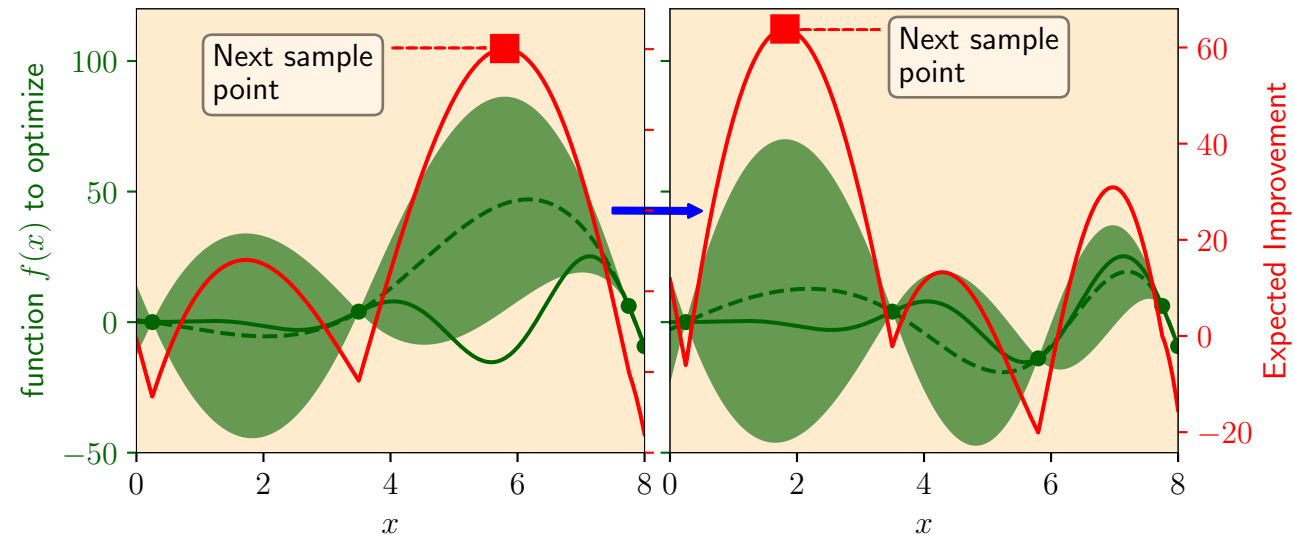 function f(x) to optimize
100
50
0
−50
Next sample
point
0 2 4 6 8
x
Next sample
point
0 2 4 6 8
x
60
40
20
0
−20
Expected Improvement